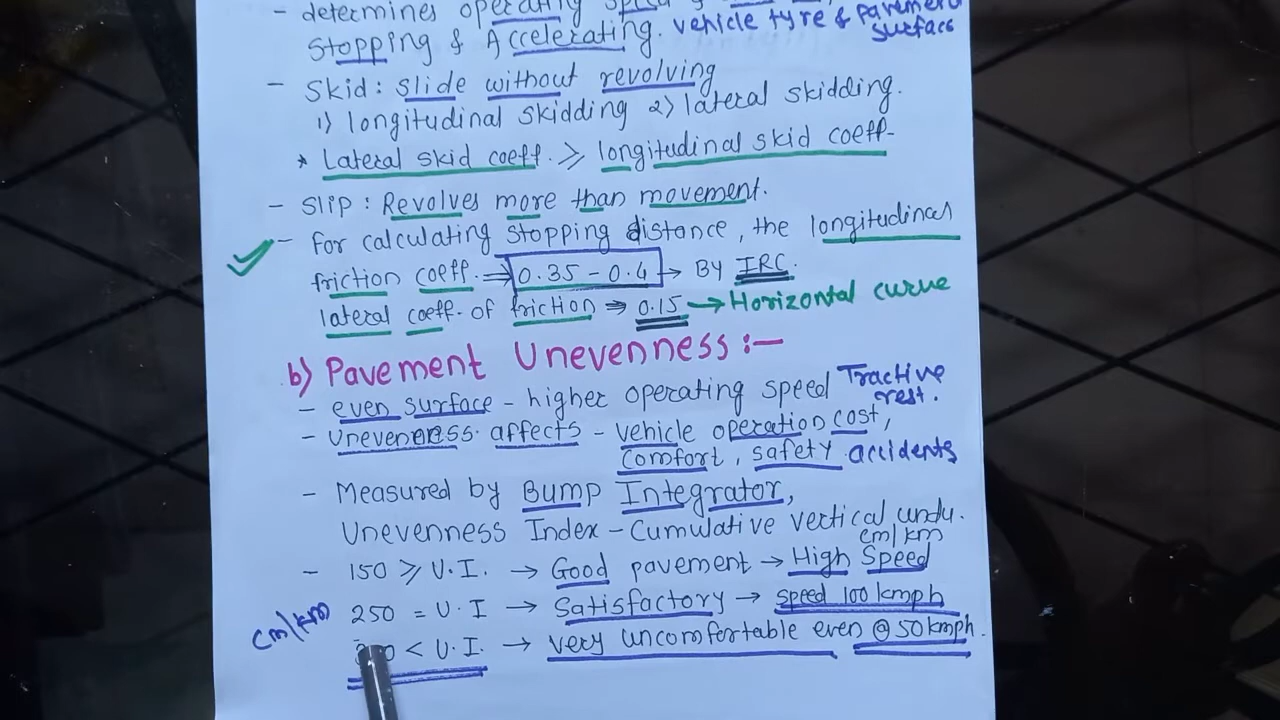 - determines operating speed
stopping & Accelerating. vehicle tyre & pavement surface
- Skid: slide without revolving
1) longitudinal skidding 2) lateral skidding.
* Lateral skid coeff. ⩾ longitudinal skid coeff.
- slip: Revolves more than movement.
- for calculating stopping distance, the longitudinal
friction coeff. ⇒ 0.35 - 0.4 → By IRC.
lateral coeff. of friction ⇒ 0.15 → Horizontal curve
b) Pavement Unevenness :-
- even surface - higher operating speed Tractive rest.
- Unevenness affects - vehicle operation cost,
comfort, safety accidents
- Measured by Bump Integrator,
Unevenness Index - Cumulative vertical undu.
cm/km
- 150 ⩾ U.I. → Good pavement → High Speed
cm/km 250 = U.I → Satisfactory → speed 100 kmph
< U.I. → very uncomfortable even @ 50 kmph.